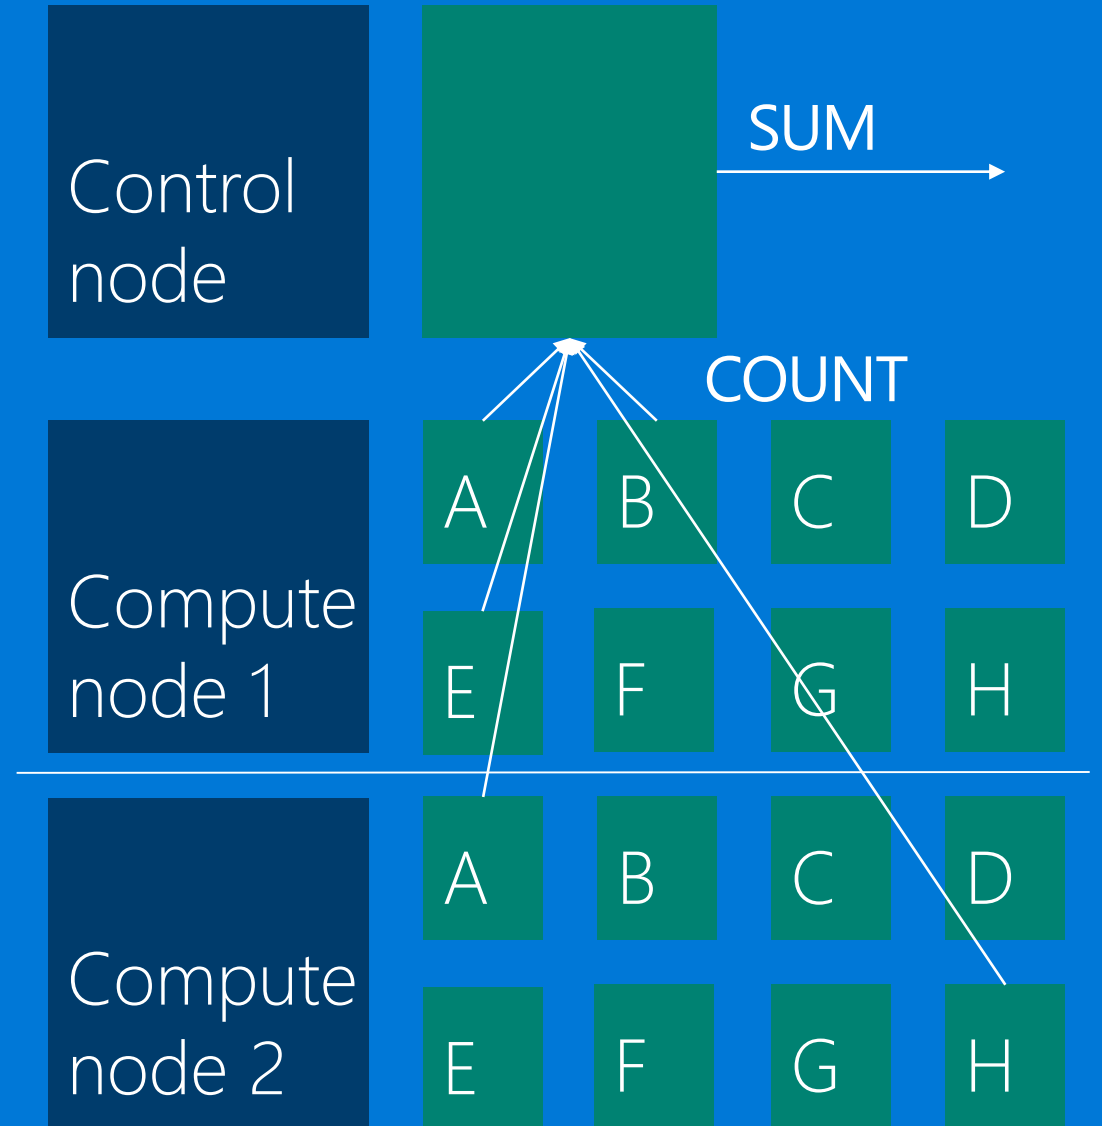 Control
node
SUM
COUNT
Compute
node 1
A B C D
E F G H
Compute
node 2
A B C D
E F G H